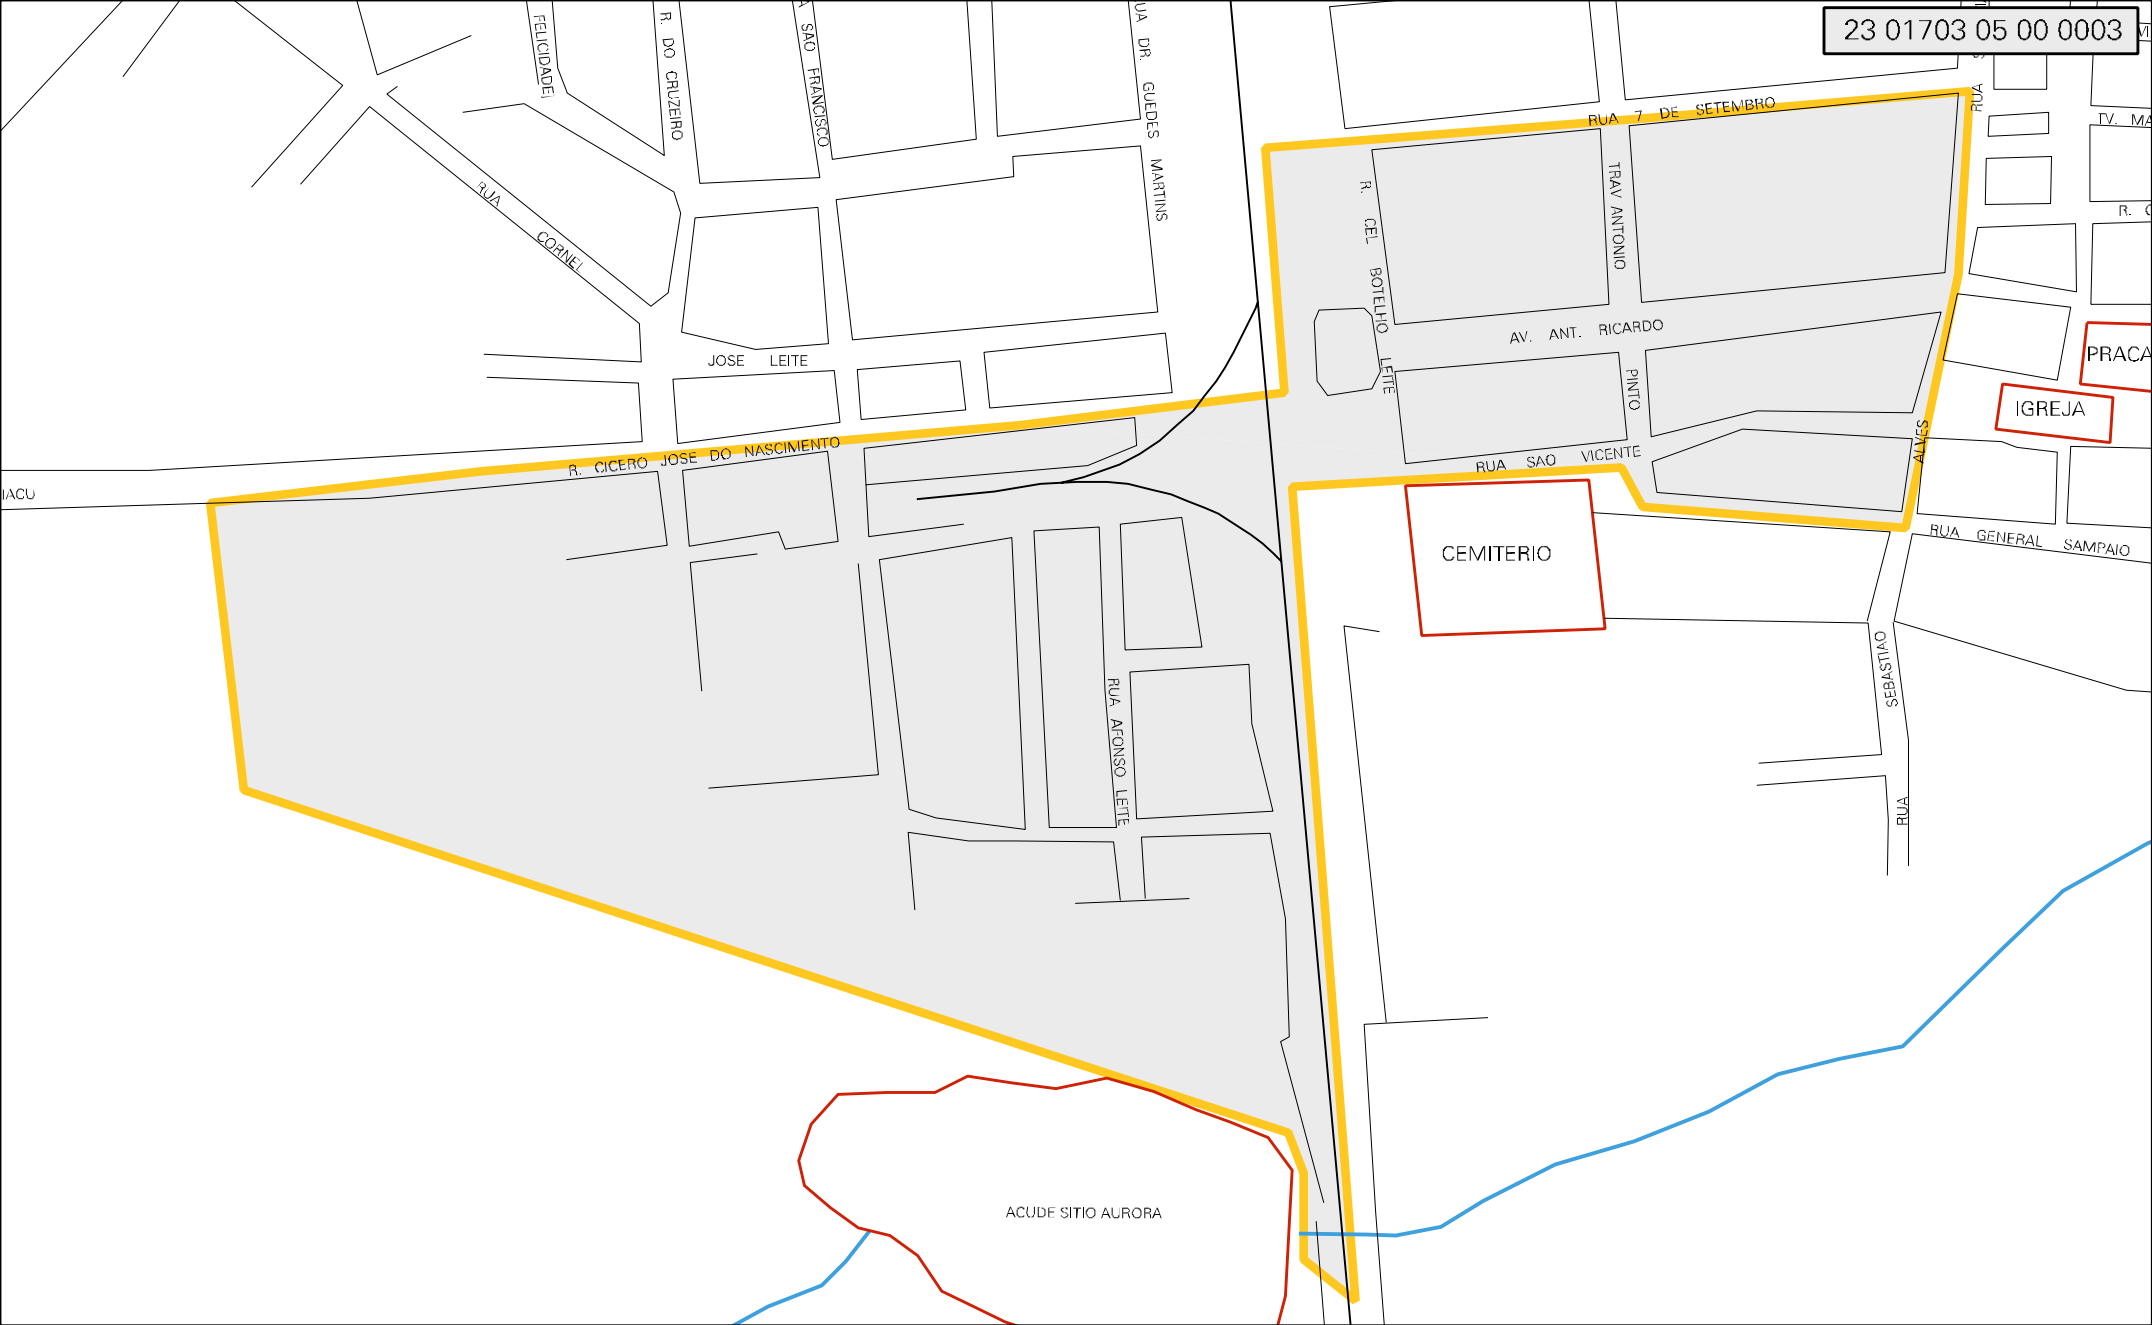 23 01703 05 00 0003
FELICIDADE
R. DO CRUZEIRO
SAO FRANCISCO
UA DR. GUEDES MARTINS
RUA 7 DE SETEMBRO
RUA
TV. MA
R.
RUA CORNEL
R. CEL BOTELHO LEITE
TRAV ANTONIO PINTO
AV. ANT. RICARDO
JOSE LEITE
PRACA
IGREJA
R. CICERO JOSE DO NASCIMENTO
RUA SAO VICENTE
ALVES
IACU
CEMITERIO
RUA GENERAL SAMPAIO
SEBASTIAO
RUA
RUA AFONSO LEITE
ACUDE SITIO AURORA